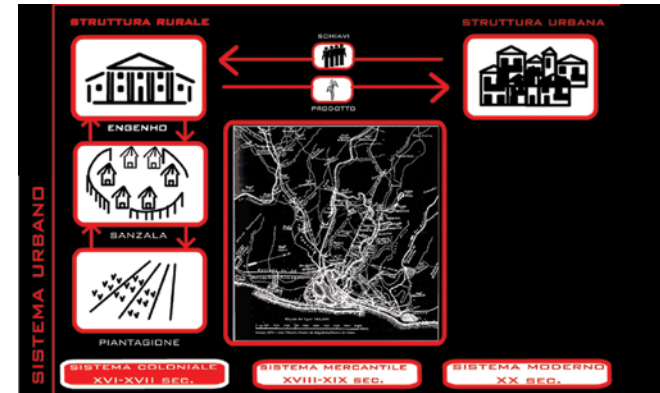 STRUTTURA RURALE
STRUTTURA URBANA
SCHIAVI
PRODOTTO
ENGENHO
SANZALA
PIANTAGIONE
SISTEMA URBANO
SISTEMA COLONIALE
XVI-XVII SEC.
SISTEMA MERCANTILE
XVIII-XIX SEC.
SISTEMA MODERNO
XX SEC.